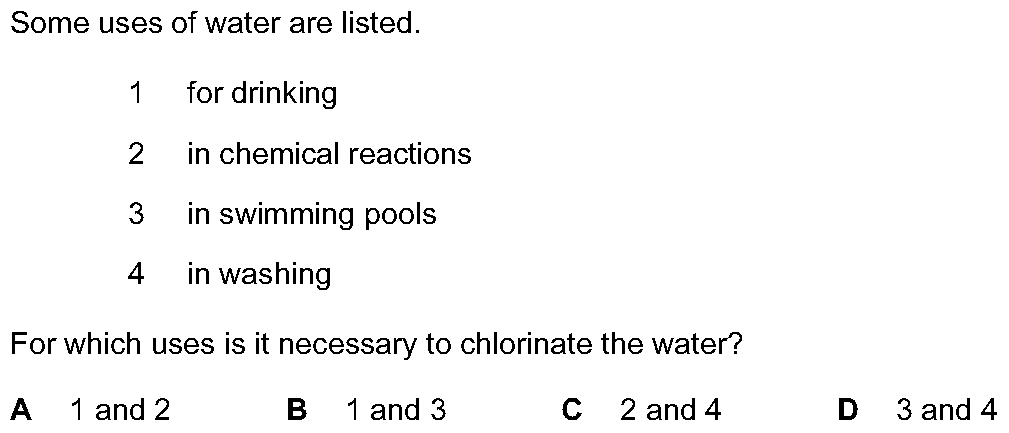 Some uses of water are listed.
1 for drinking
2 in chemical reactions
3 in swimming pools
4 in washing
For which uses is it necessary to chlorinate the water?
A 1 and 2 B 1 and 3 C 2 and 4 D 3 and 4